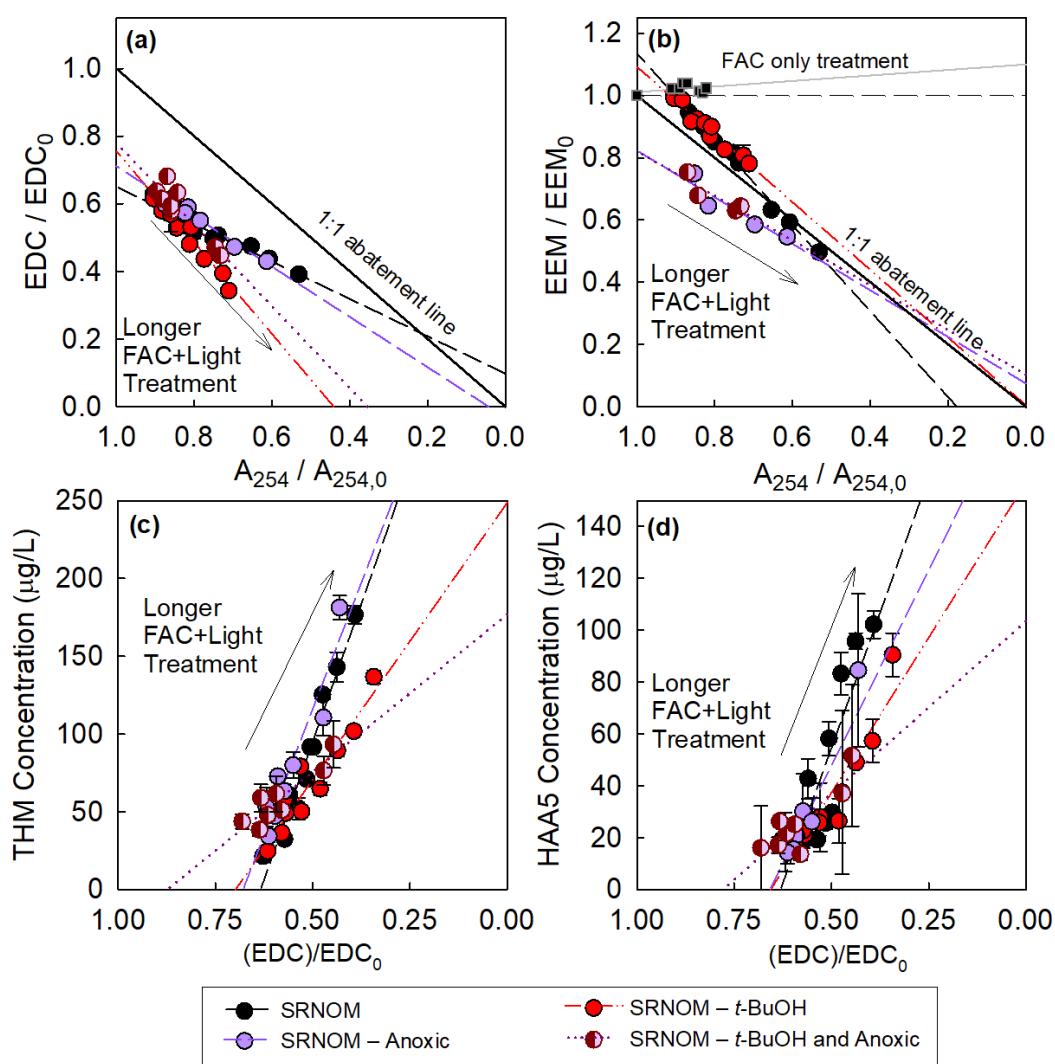 (a)
EDC / EDC0
1.0
0.8
0.6
0.4
0.2
0.0
1:1 abatement line
Longer
FAC+Light
Treatment
1.0 0.8 0.6 0.4 0.2 0.0
A254 / A254,0
(b)
EEM / EEM0
FAC only treatment
1.0
0.8
0.6
0.4
0.2
0.0
1:1 abatement line
Longer
FAC+Light
Treatment
1.0 0.8 0.6 0.4 0.2 0.0
A254 / A254,0
(c)
THM Concentration (μg/L)
250
200
150
100
50
0
Longer
FAC+Light
Treatment
1.00 0.75 0.50 0.25 0.00
(EDC)/EDC0
(d)
HAA5 Concentration (μg/L)
140
120
100
80
60
40
20
0
Longer
FAC+Light
Treatment
1.00 0.75 0.50 0.25 0.00
(EDC)/EDC0
SRNOM
SRNOM – t-BuOH
SRNOM – Anoxic
SRNOM – t-BuOH and Anoxic